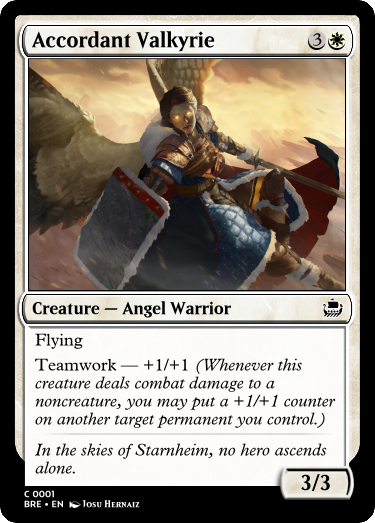 Accordant Valkyrie 3
Creature — Angel Warrior
Flying
Teamwork — +1/+1 (Whenever this
creature deals combat damage to a
noncreature, you may put a +1/+1 counter
on another target permanent you control.)
In the skies of Starnheim, no hero ascends
alone.
3/3
C 0001
BRE • EN Josu Hernaiz